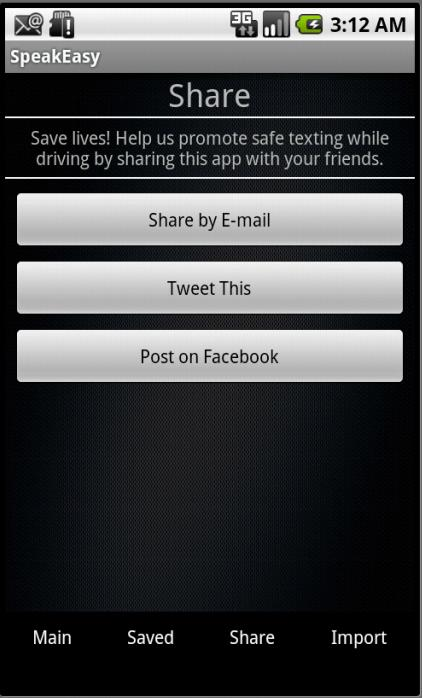 3G 3:12 AM
SpeakEasy
Share
Save lives! Help us promote safe texting while
driving by sharing this app with your friends.
Share by E-mail
Tweet This
Post on Facebook
Main Saved Share Import